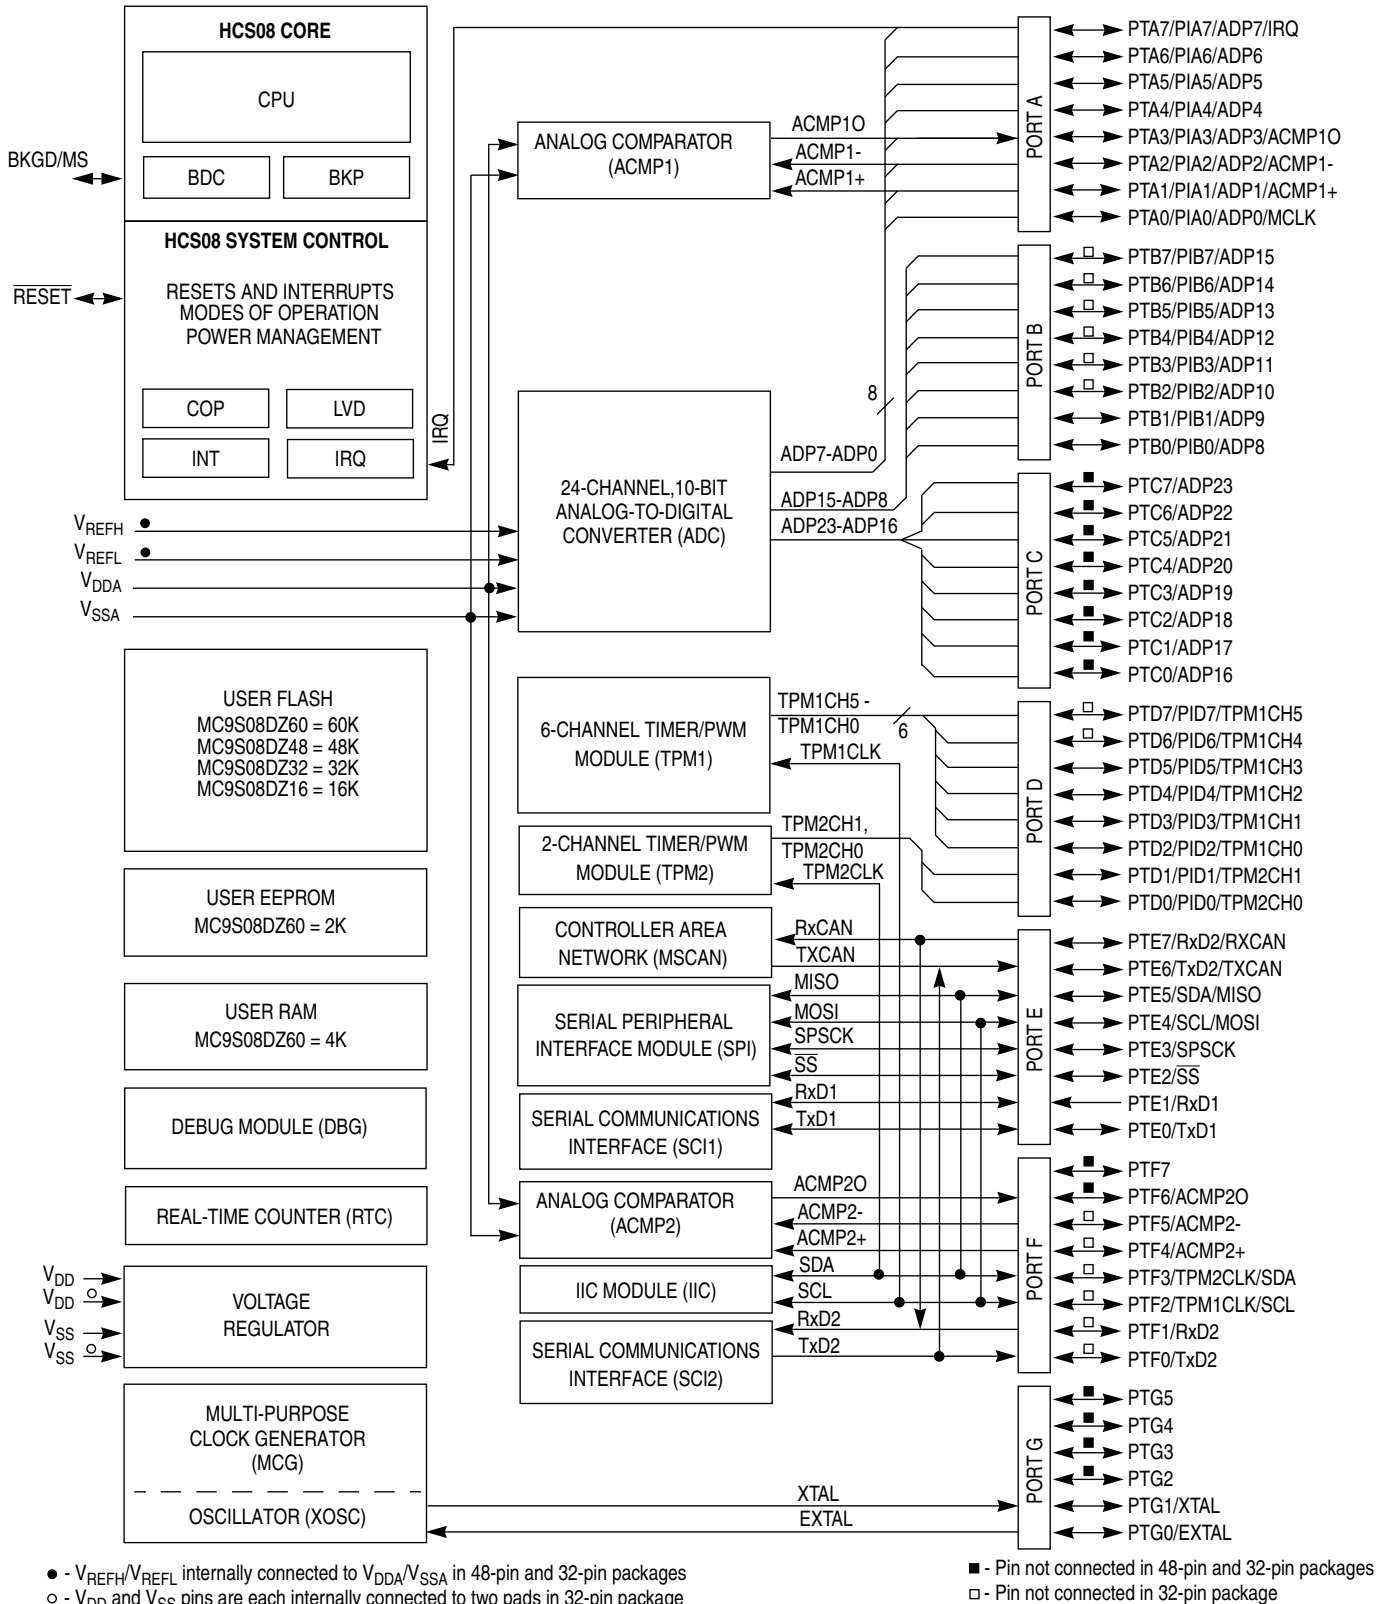 HCS08 CORE
CPU
BDC
BKP
BKGD/MS
HCS08 SYSTEM CONTROL
RESETS AND INTERRUPTS
MODES OF OPERATION
POWER MANAGEMENT
RESET
COP
LVD
INT
IRQ
IRQ
VREFH
VREFL
VDDA
VSSA
USER FLASH
MC9S08DZ60 = 60K
MC9S08DZ48 = 48K
MC9S08DZ32 = 32K
MC9S08DZ16 = 16K
USER EEPROM
MC9S08DZ60 = 2K
USER RAM
MC9S08DZ60 = 4K
DEBUG MODULE (DBG)
REAL-TIME COUNTER (RTC)
VDD
VDD
VSS
VSS
VOLTAGE
REGULATOR
MULTI-PURPOSE
CLOCK GENERATOR
(MCG)
OSCILLATOR (XOSC)
ANALOG COMPARATOR
(ACMP1)
ACMP1O
ACMP1-
ACMP1+
24-CHANNEL,10-BIT
ANALOG-TO-DIGITAL
CONVERTER (ADC)
8
ADP7-ADP0
ADP15-ADP8
ADP23-ADP16
6-CHANNEL TIMER/PWM
MODULE (TPM1)
TPM1CH5 -
TPM1CH0
6
TPM1CLK
2-CHANNEL TIMER/PWM
MODULE (TPM2)
TPM2CH1,
TPM2CH0
TPM2CLK
CONTROLLER AREA
NETWORK (MSCAN)
RxCAN
TXCAN
SERIAL PERIPHERAL
INTERFACE MODULE (SPI)
MISO
MOSI
SPSCK
SS
SERIAL COMMUNICATIONS
INTERFACE (SCI1)
RxD1
TxD1
ANALOG COMPARATOR
(ACMP2)
ACMP2O
ACMP2-
ACMP2+
IIC MODULE (IIC)
SDA
SCL
SERIAL COMMUNICATIONS
INTERFACE (SCI2)
RxD2
TxD2
XTAL
EXTAL
PORT A
PTA7/PIA7/ADP7/IRQ
PTA6/PIA6/ADP6
PTA5/PIA5/ADP5
PTA4/PIA4/ADP4
PTA3/PIA3/ADP3/ACMP1O
PTA2/PIA2/ADP2/ACMP1-
PTA1/PIA1/ADP1/ACMP1+
PTA0/PIA0/ADP0/MCLK
PORT B
PTB7/PIB7/ADP15
PTB6/PIB6/ADP14
PTB5/PIB5/ADP13
PTB4/PIB4/ADP12
PTB3/PIB3/ADP11
PTB2/PIB2/ADP10
PTB1/PIB1/ADP9
PTB0/PIB0/ADP8
PORT C
PTC7/ADP23
PTC6/ADP22
PTC5/ADP21
PTC4/ADP20
PTC3/ADP19
PTC2/ADP18
PTC1/ADP17
PTC0/ADP16
PORT D
PTD7/PID7/TPM1CH5
PTD6/PID6/TPM1CH4
PTD5/PID5/TPM1CH3
PTD4/PID4/TPM1CH2
PTD3/PID3/TPM1CH1
PTD2/PID2/TPM1CH0
PTD1/PID1/TPM2CH1
PTD0/PID0/TPM2CH0
PORT E
PTE7/RxD2/RXCAN
PTE6/TxD2/TXCAN
PTE5/SDA/MISO
PTE4/SCL/MOSI
PTE3/SPSCK
PTE2/SS
PTE1/RxD1
PTE0/TxD1
PORT F
PTF7
PTF6/ACMP2O
PTF5/ACMP2-
PTF4/ACMP2+
PTF3/TPM2CLK/SDA
PTF2/TPM1CLK/SCL
PTF1/RxD2
PTF0/TxD2
PORT G
PTG5
PTG4
PTG3
PTG2
PTG1/XTAL
PTG0/EXTAL
● - VREFH/VREFL internally connected to VDDA/VSSA in 48-pin and 32-pin packages
○ - VDD and VSS pins are each internally connected to two pads in 32-pin package
■ - Pin not connected in 48-pin and 32-pin packages
□ - Pin not connected in 32-pin package